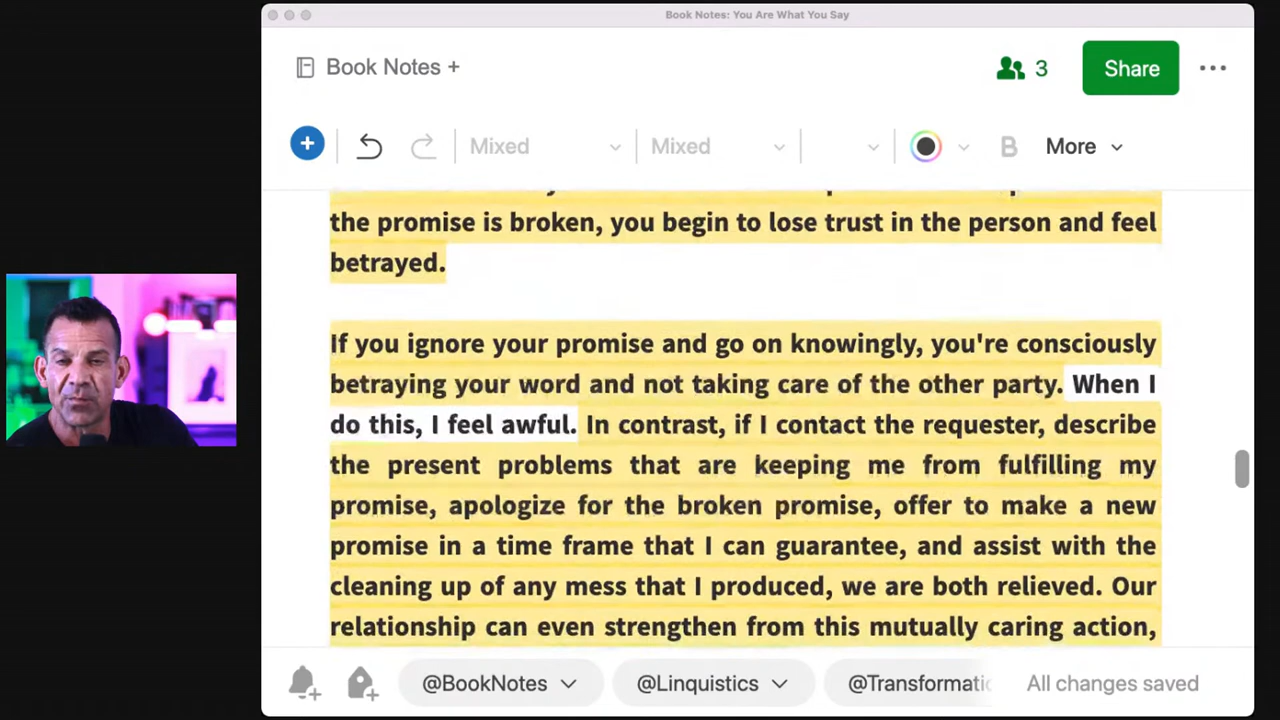 Book Notes: You Are What You Say
Book Notes +
3
Share
Mixed
Mixed
B
More
the promise is broken, you begin to lose trust in the person and feel
betrayed.
If you ignore your promise and go on knowingly, you're consciously
betraying your word and not taking care of the other party. When I
do this, I feel awful. In contrast, if I contact the requester, describe
the present problems that are keeping me from fulfilling my
promise, apologize for the broken promise, offer to make a new
promise in a time frame that I can guarantee, and assist with the
cleaning up of any mess that I produced, we are both relieved. Our
relationship can even strengthen from this mutually caring action,
@BookNotes
@Linquistics
@Transformati
All changes saved